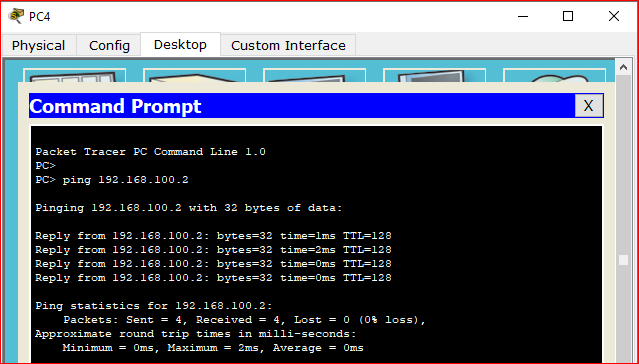 PC4
Physical Config Desktop Custom Interface
Command Prompt X
Packet Tracer PC Command Line 1.0
PC>
PC> ping 192.168.100.2
Pinging 192.168.100.2 with 32 bytes of data:
Reply from 192.168.100.2: bytes=32 time=1ms TTL=128
Reply from 192.168.100.2: bytes=32 time=2ms TTL=128
Reply from 192.168.100.2: bytes=32 time=0ms TTL=128
Reply from 192.168.100.2: bytes=32 time=0ms TTL=128
Ping statistics for 192.168.100.2:
Packets: Sent = 4, Received = 4, Lost = 0 (0% loss),
Approximate round trip times in milli-seconds:
Minimum = 0ms, Maximum = 2ms, Average = 0ms